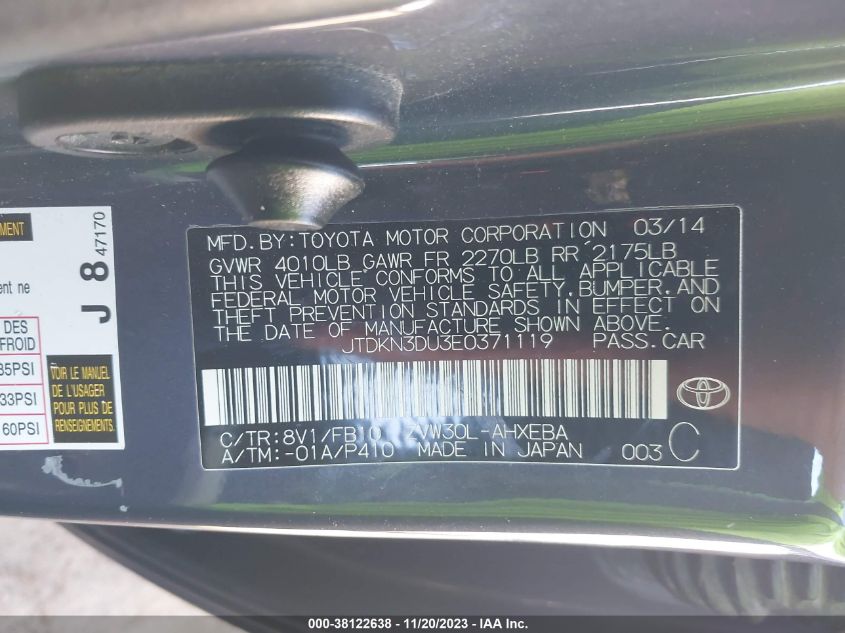 MFD. BY: TOYOTA MOTOR CORPORATION 03/14
GVWR 4010LB GAWR FR 2270LB RR 2175LB
THIS VEHICLE CONFORMS TO ALL APPLICABLE
FEDERAL MOTOR VEHICLE SAFETY, BUMPER, AND
THEFT PREVENTION STANDARDS IN EFFECT ON
THE DATE OF MANUFACTURE SHOWN ABOVE.
JTDKN3DU3E0371119 PASS. CAR
C/TR: 8V1/FB10 ZVW30L-AHXEBA
A/TM: -01A/P410 MADE IN JAPAN 003 C
MENT
ent ne
J 8 47170
DES
FROID
35PSI
33PSI
60PSI
VOIR LE MANUEL
DE L'USAGER
POUR PLUS DE
RENSEIGNEMENTS
000-38122638 - 11/20/2023 - IAA Inc.